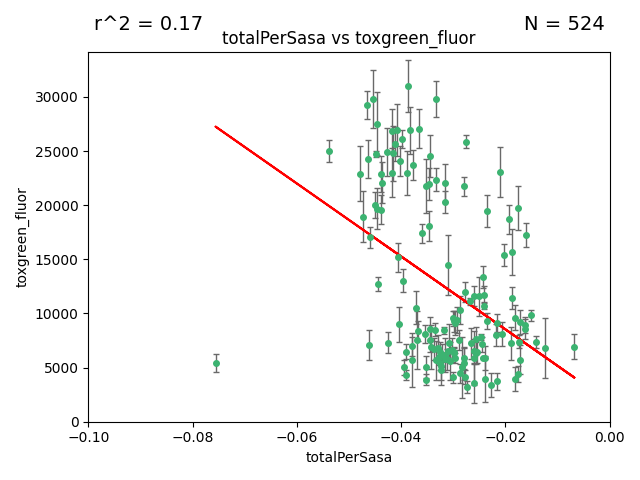 r^2 = 0.17
N = 524
totalPerSasa vs toxgreen_fluor
toxgreen_fluor
30000
25000
20000
15000
10000
5000
0
−0.10
−0.08
−0.06
−0.04
−0.02
0.00
totalPerSasa